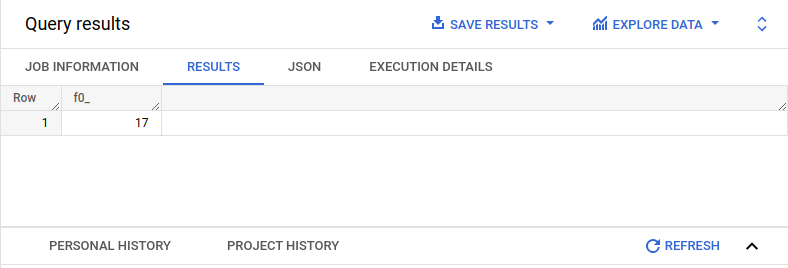 Query results SAVE RESULTS EXPLORE DATA
JOB INFORMATION RESULTS JSON EXECUTION DETAILS
Row f0_
1 17
PERSONAL HISTORY PROJECT HISTORY REFRESH